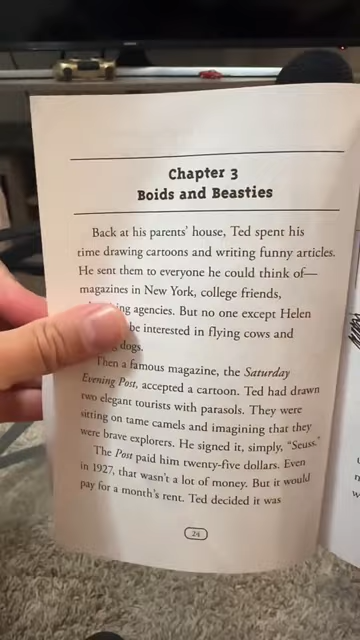 Chapter 3
Boids and Beasties
Back at his parents' house, Ted spent his
time drawing cartoons and writing funny articles.
He sent them to everyone he could think of—
magazines in New York, college friends,
agencies. But no one except Helen
be interested in flying cows and
dogs.
Then a famous magazine, the Saturday
Evening Post, accepted a cartoon. Ted had drawn
two elegant tourists with parasols. They were
sitting on tame camels and imagining that they
were brave explorers. He signed it, simply, "Seuss."
The Post paid him twenty-five dollars. Even
in 1927, that wasn't a lot of money. But it would
pay for a month's rent. Ted decided it was
24